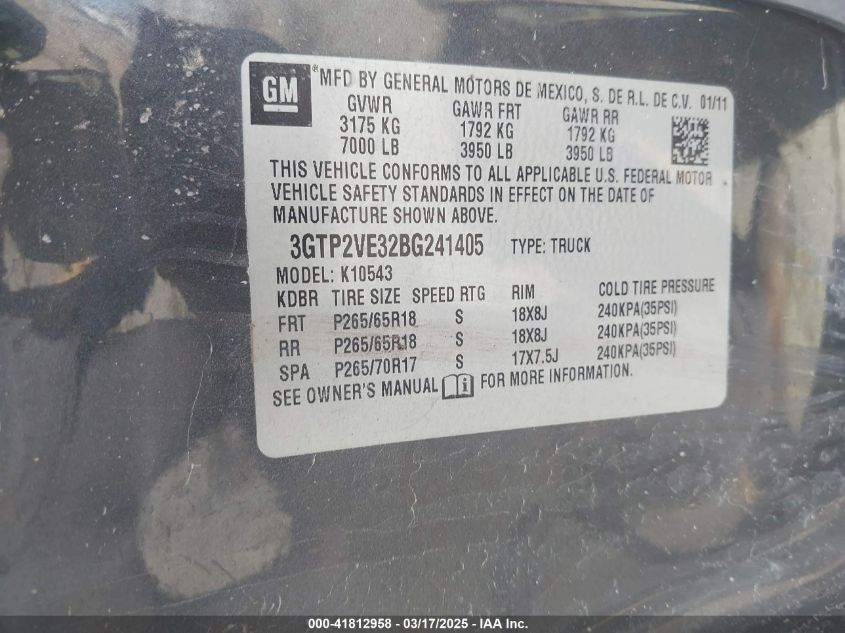 GM
®MFD BY GENERAL MOTORS DE MEXICO, S. DE R.L. DE C.V. 01/11
GVWR GAWR FRT GAWR RR
3175 KG 1792 KG 1792 KG
7000 LB 3950 LB 3950 LB
THIS VEHICLE CONFORMS TO ALL APPLICABLE U.S. FEDERAL MOTOR
VEHICLE SAFETY STANDARDS IN EFFECT ON THE DATE OF
MANUFACTURE SHOWN ABOVE.
3GTP2VE32BG241405 TYPE: TRUCK
MODEL: K10543
KDBR TIRE SIZE SPEED RTG RIM COLD TIRE PRESSURE
FRT P265/65R18 S 18X8J 240KPA(35PSI)
RR P265/65R18 S 18X8J 240KPA(35PSI)
SPA P265/70R17 S 17X7.5J 240KPA(35PSI)
SEE OWNER'S MANUAL i FOR MORE INFORMATION.
000-41812958 | 03/17/2025 - IAA Inc.